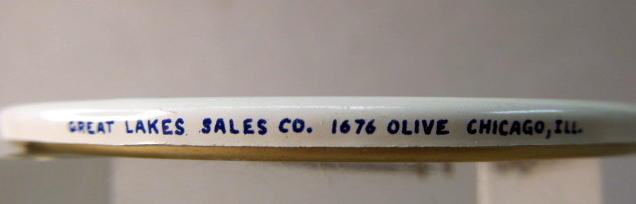 GREAT LAKES SALES CO. 1676 OLIVE CHICAGO, ILL.